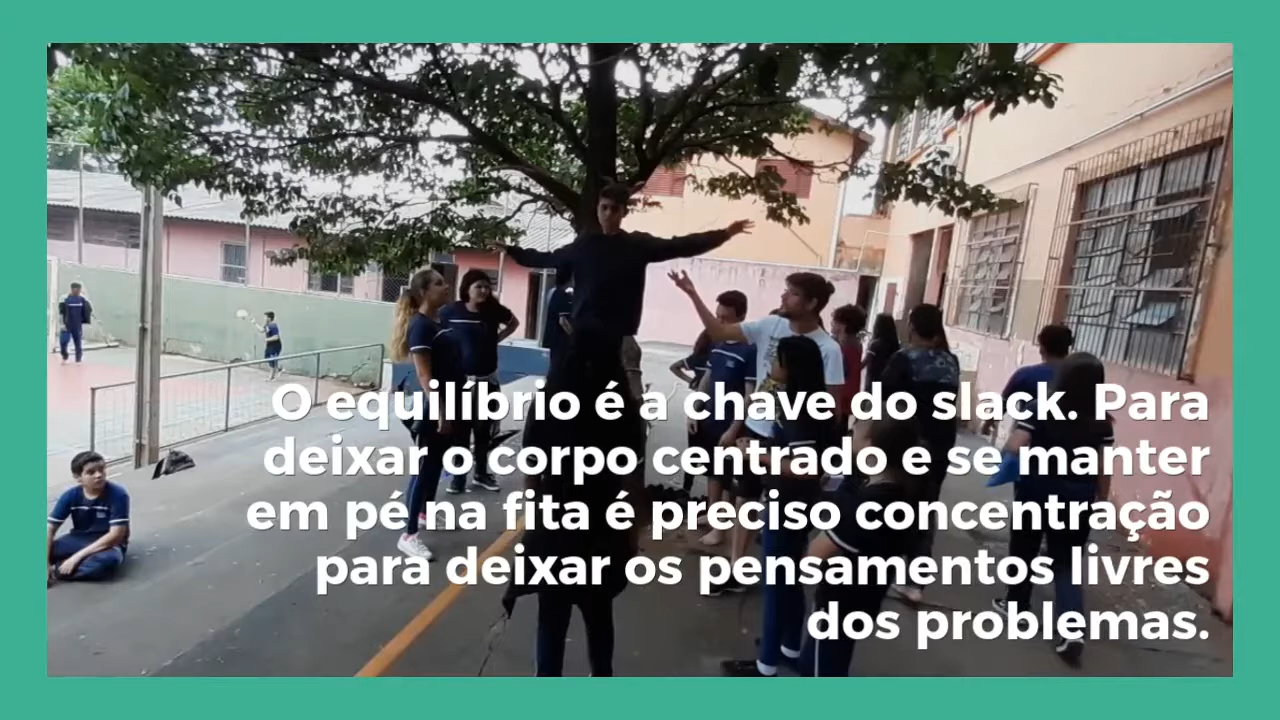 O equilíbrio é a chave do slack. Para
deixar o corpo centrado e se manter
em pé na fita é preciso concentração
para deixar os pensamentos livres
dos problemas.